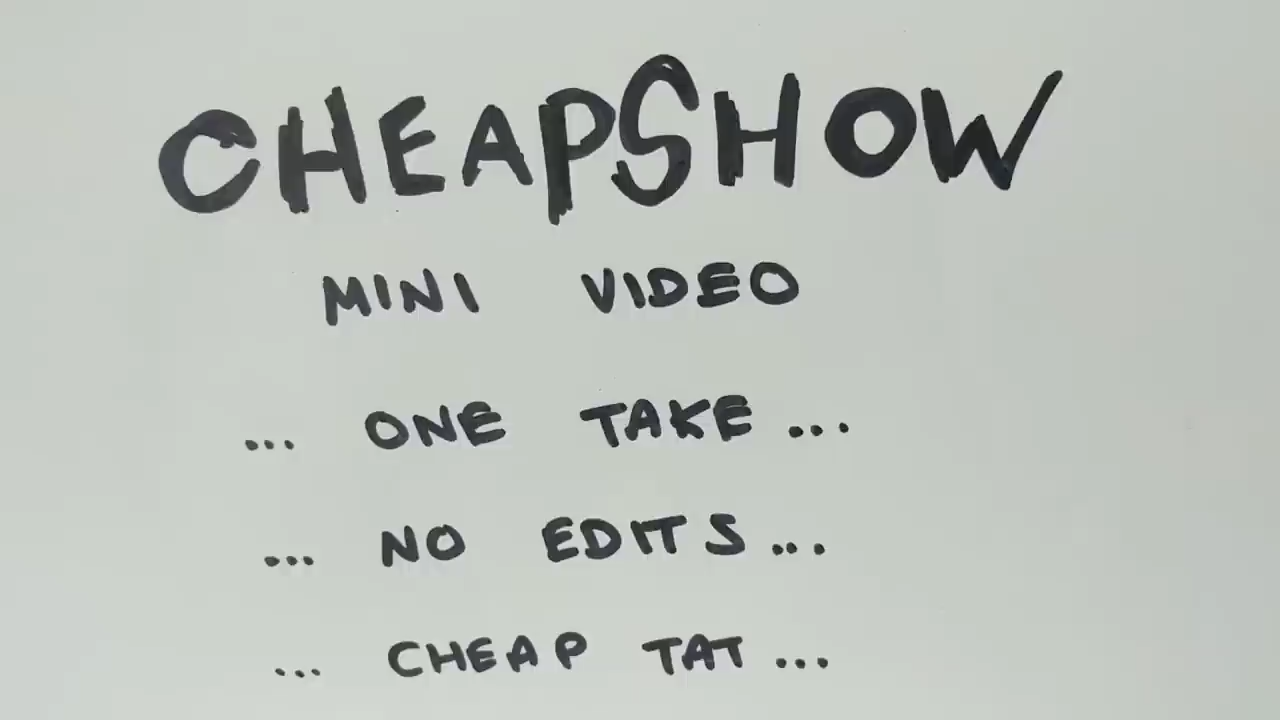 CHEAPSHOW
MINI VIDEO
... ONE TAKE...
... NO EDITS...
... CHEAP TAT...